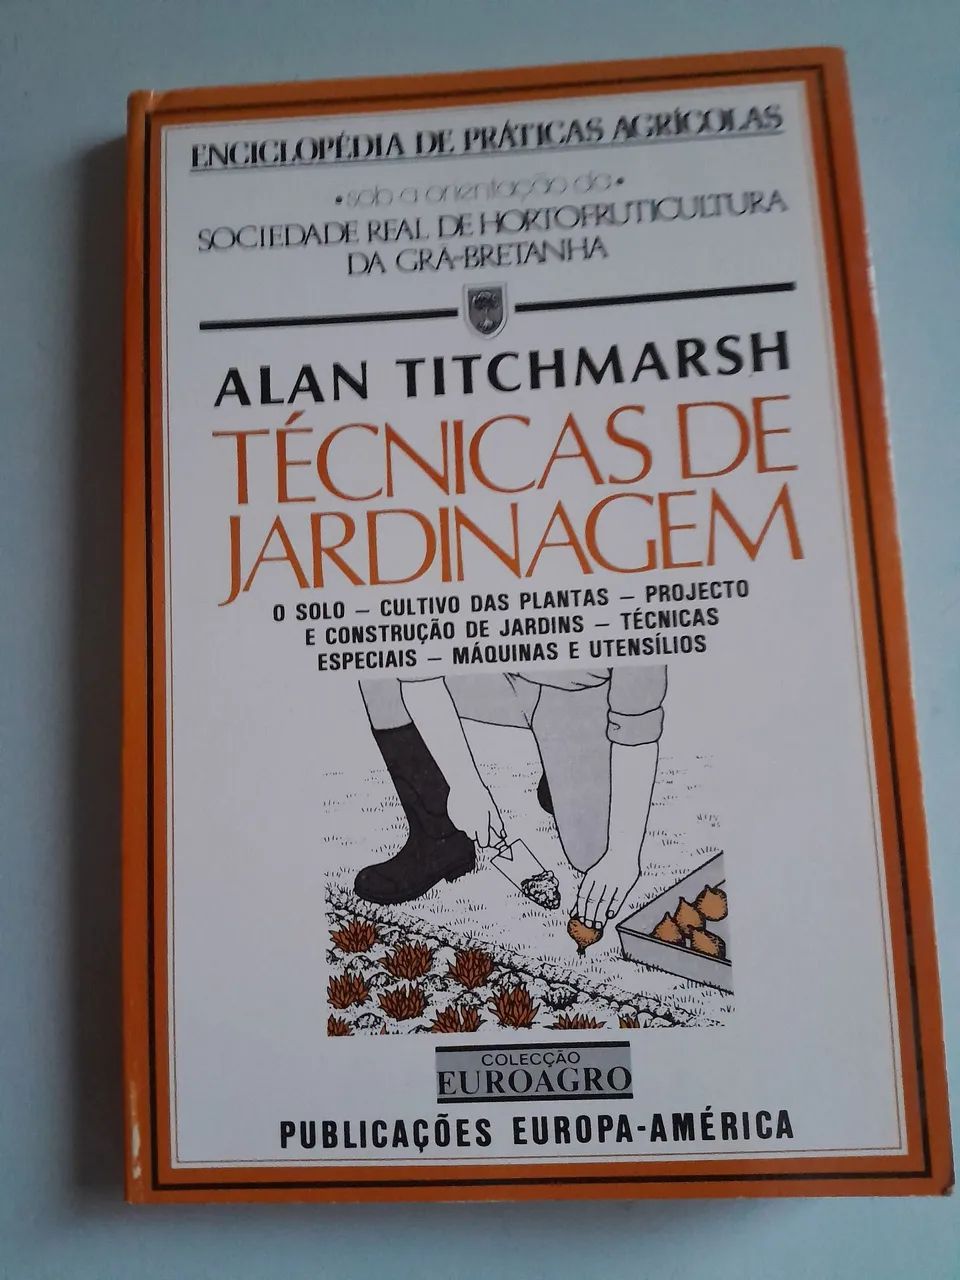 ENCICLOPÉDIA DE PRÁTICAS AGRÍCOLAS
• sob a orientação da •
SOCIEDADE REAL DE HORTOFRUTICULTURA
DA GRÃ-BRETANHA
ALAN TITCHMARSH
TÉCNICAS DE
JARDINAGEM
O SOLO – CULTIVO DAS PLANTAS – PROJECTO
E CONSTRUÇÃO DE JARDINS – TÉCNICAS
ESPECIAIS – MÁQUINAS E UTENSÍLIOS
COLECÇÃO
EUROAGRO
PUBLICAÇÕES EUROPA-AMÉRICA